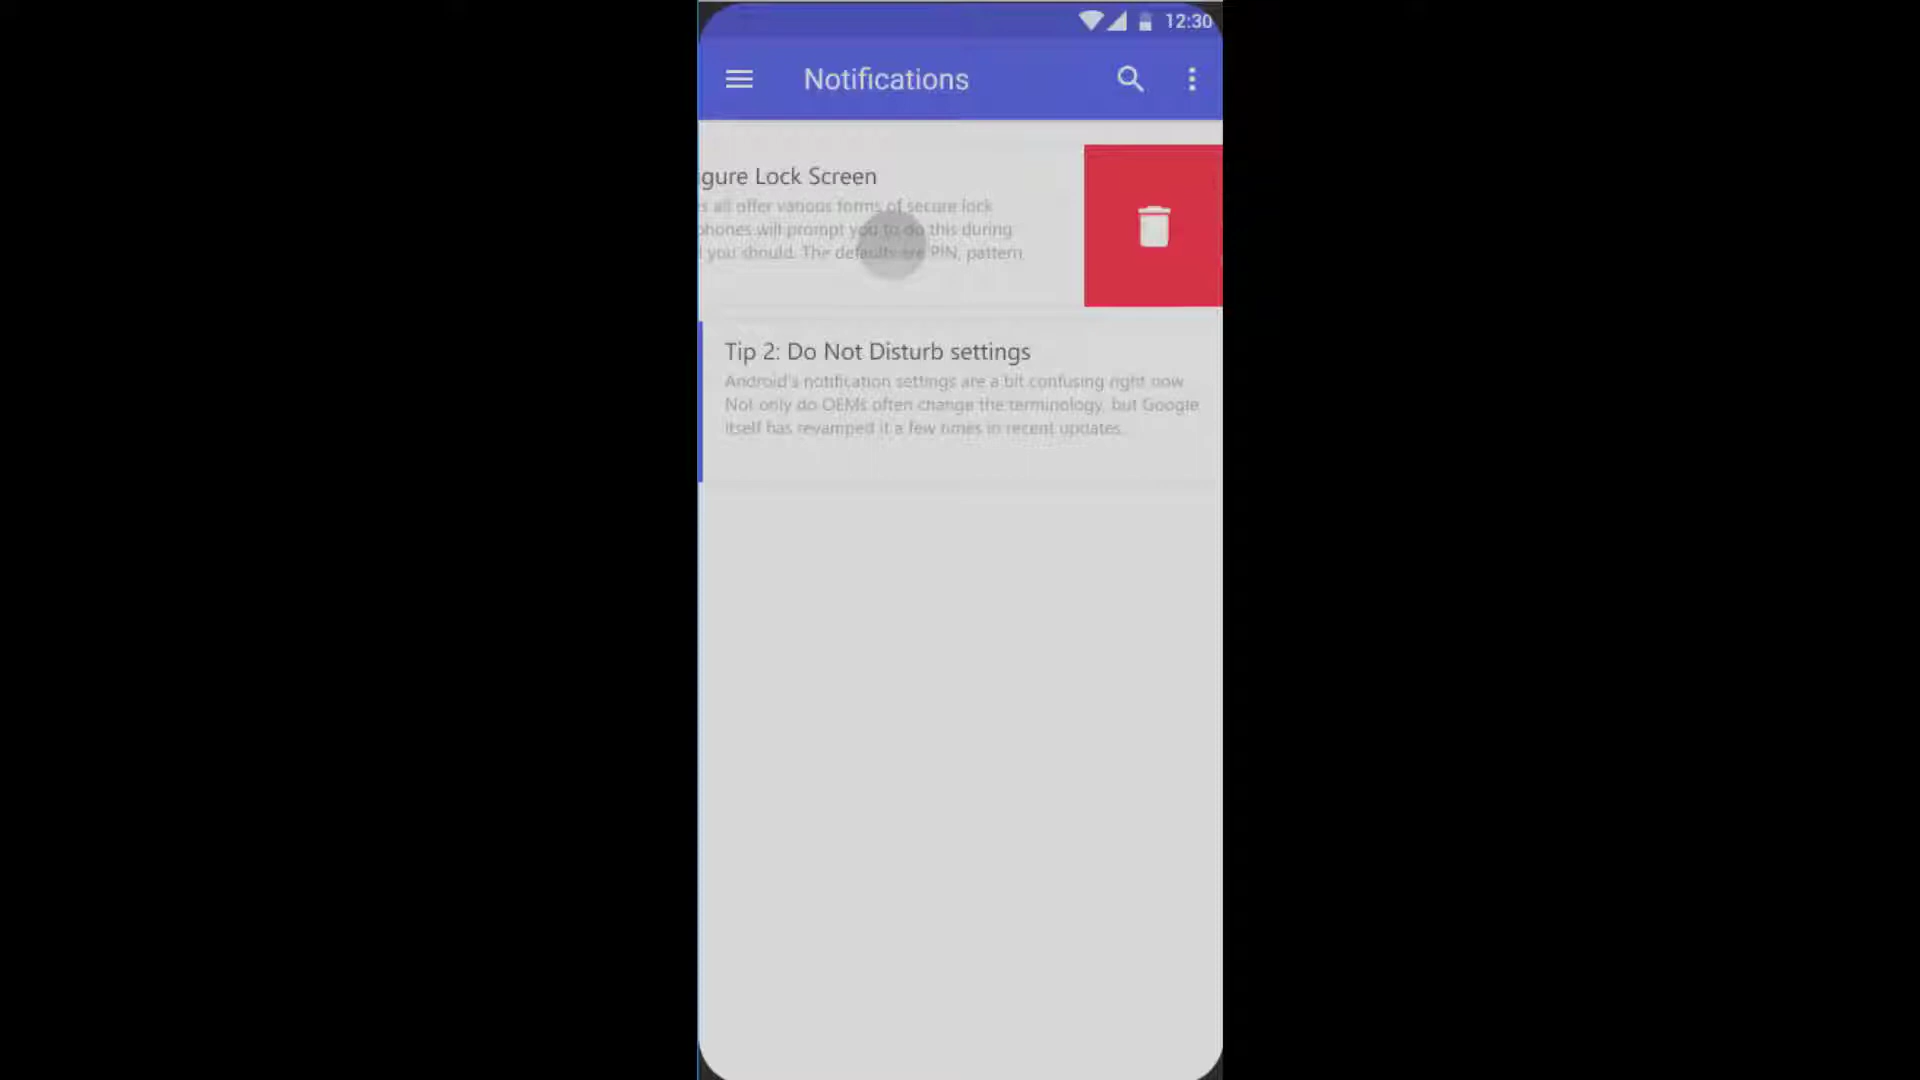 12:30
Notifications
gure Lock Screen
s all offer various forms of secure lock
phones will prompt you to do this during
you should. The defaults are PIN, pattern
Tip 2: Do Not Disturb settings
Android's notification settings are a bit confusing right now
Not only do OEMs often change the terminology, but Google
itself has revamped it a few times in recent updates.